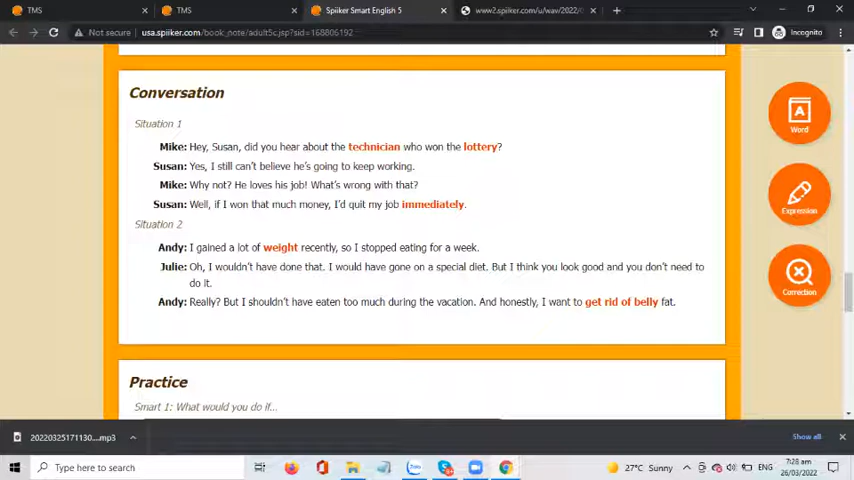 TMS
TMS
Spiiker Smart English 5
www2.spiiker.com/u/wav/2022/
Not secure
usa.spiiker.com/book_note/adult5c.jsp?sid=168806192
Incognito
Conversation
Situation 1
Mike: Hey, Susan, did you hear about the technician who won the lottery?
Susan: Yes, I still can't believe he's going to keep working.
Mike: Why not? He loves his job! What's wrong with that?
Susan: Well, if I won that much money, I'd quit my job immediately.
Situation 2
Andy: I gained a lot of weight recently, so I stopped eating for a week.
Julie: Oh, I wouldn't have done that. I would have gone on a special diet. But I think you look good and you don't need to
do it.
Andy: Really? But I shouldn't have eaten too much during the vacation. And honestly, I want to get rid of belly fat.
Practice
Smart 1: What would you do if...
A
Word
Expression
Correction
20220325171130....mp3
Show all
Type here to search
Zalo
27°C Sunny
ENG
7:28 am
26/03/2022